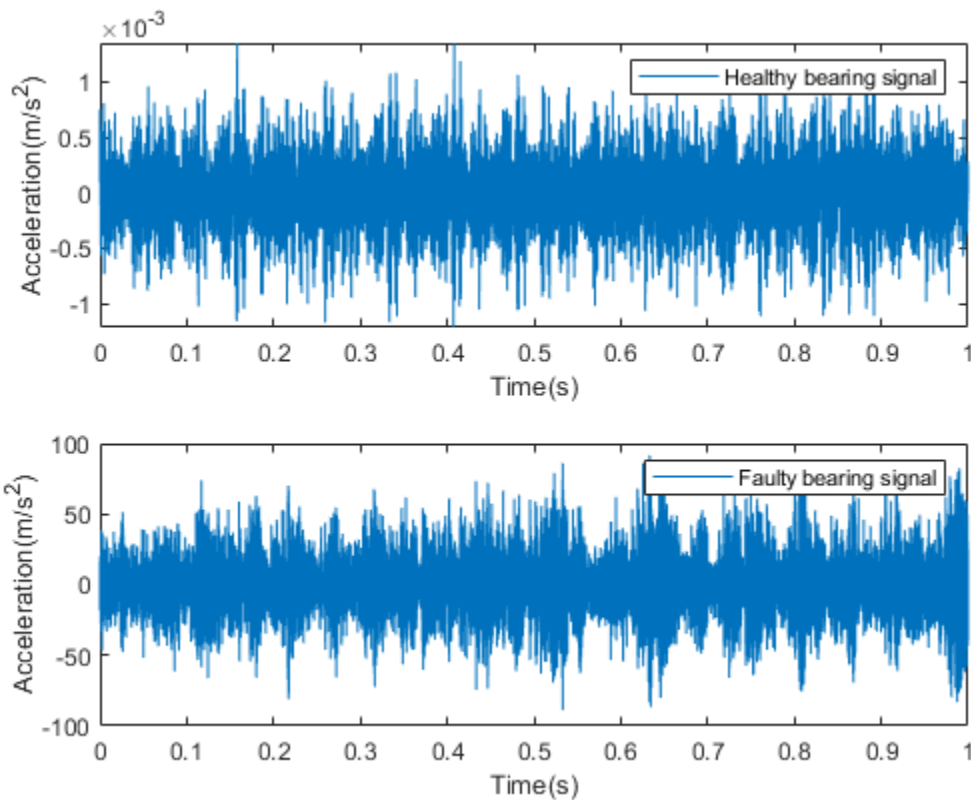 ×10⁻³
1
0.5
0
-0.5
-1
Acceleration(m/s²)
Healthy bearing signal
0 0.1 0.2 0.3 0.4 0.5 0.6 0.7 0.8 0.9 1
Time(s)
100
50
0
-50
-100
Acceleration(m/s²)
Faulty bearing signal
0 0.1 0.2 0.3 0.4 0.5 0.6 0.7 0.8 0.9 1
Time(s)